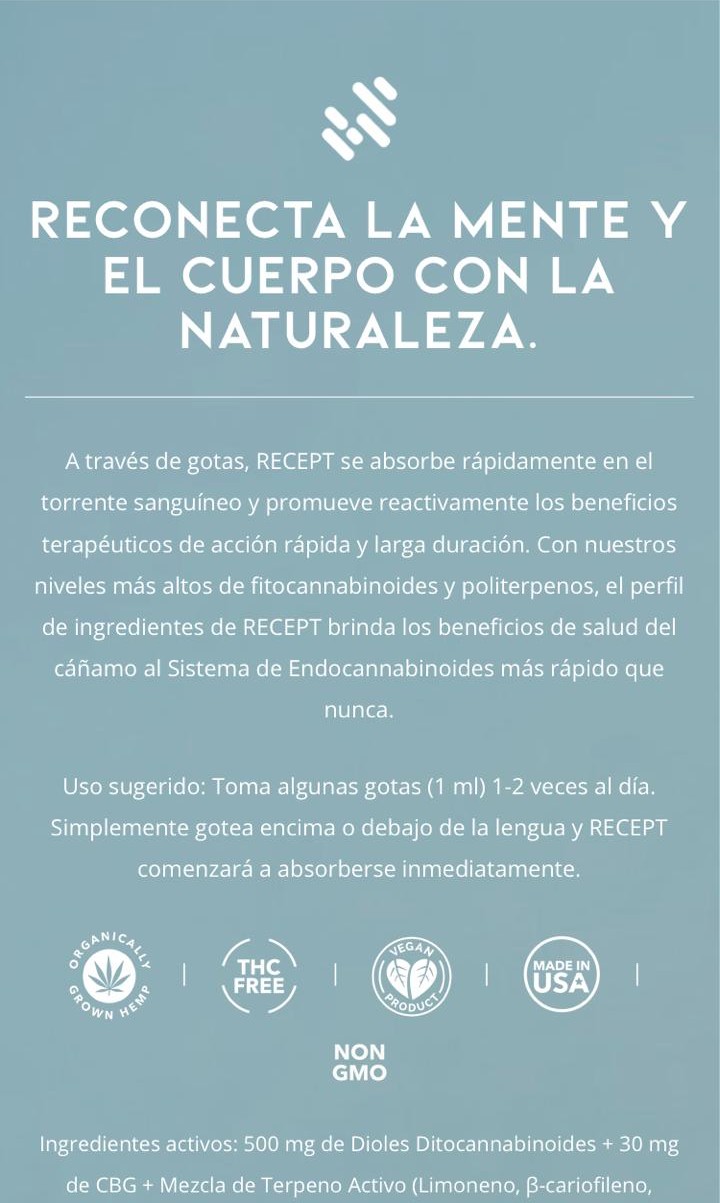 RECONECTA LA MENTE Y
EL CUERPO CON LA
NATURALEZA.
A través de gotas, RECEPT se absorbe rápidamente en el
torrente sanguíneo y promueve reactivamente los beneficios
terapéuticos de acción rápida y larga duración. Con nuestros
niveles más altos de fitocannabinoides y politerpenos, el perfil
de ingredientes de RECEPT brinda los beneficios de salud del
cáñamo al Sistema de Endocannabinoides más rápido que
nunca.
Uso sugerido: Toma algunas gotas (1 ml) 1-2 veces al día.
Simplemente gotea encima o debajo de la lengua y RECEPT
comenzará a absorberse inmediatamente.
ORGANICALLY
GROWN HEMP
THC
FREE
VEGAN
PRODUCT
MADE IN
USA
NON
GMO
Ingredientes activos: 500 mg de Dioles Ditocannabinoides + 30 mg
de CBG + Mezcla de Terpeno Activo (Limoneno, β-cariofileno,